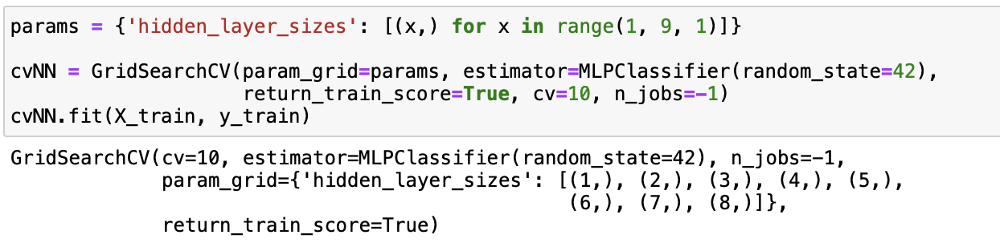 params = {'hidden_layer_sizes': [(x,) for x in range(1, 9, 1)]}
cvNN = GridSearchCV(param_grid=params, estimator=MLPClassifier(random_state=42),
                    return_train_score=True, cv=10, n_jobs=-1)
cvNN.fit(X_train, y_train)
GridSearchCV(cv=10, estimator=MLPClassifier(random_state=42), n_jobs=-1,
             param_grid={'hidden_layer_sizes': [(1,), (2,), (3,), (4,), (5,),
                                                (6,), (7,), (8,)]},
             return_train_score=True)